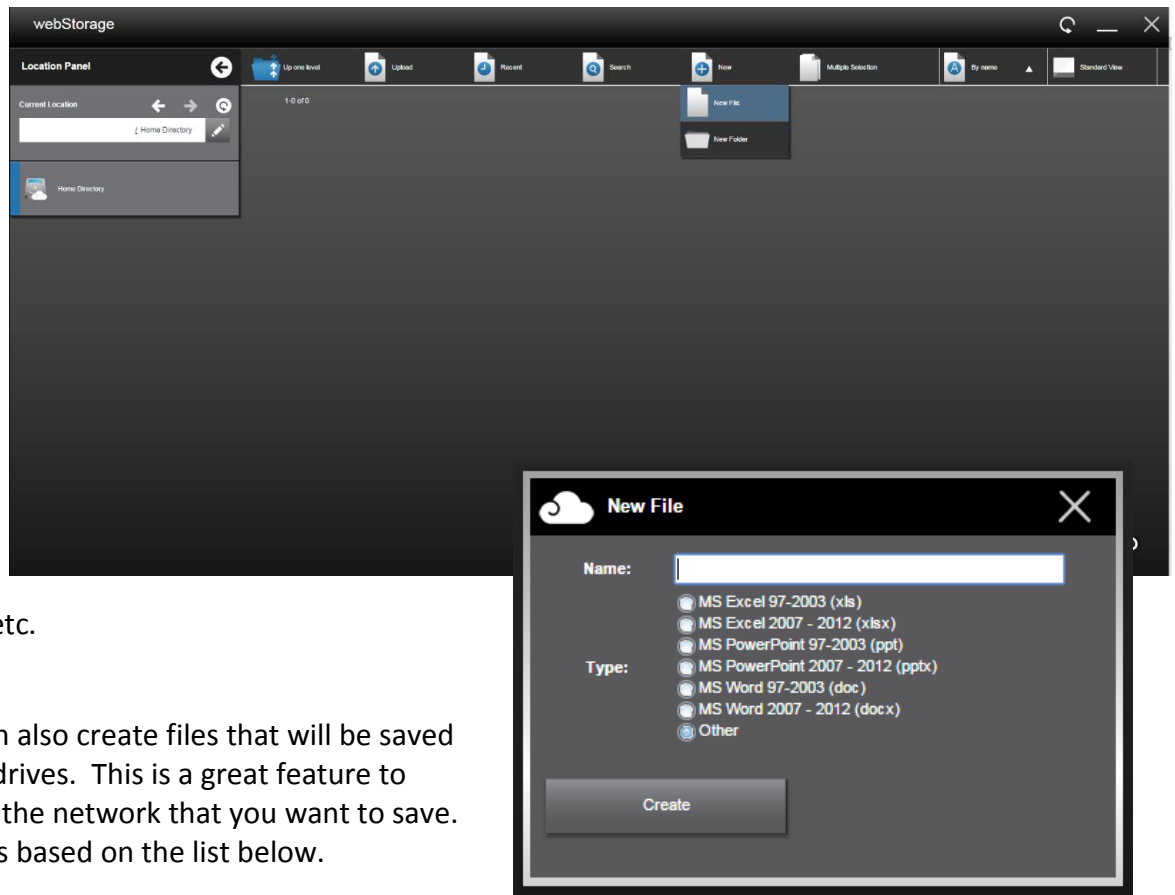 webStorage
Location Panel
Up one level
Upload
Recent
Search
New
Multiple Selection
By name
Standard View
Current Location
1-0 of 0
New File
/ Home Directory
New Folder
Home Directory
New File
Name:
MS Excel 97-2003 (xls)
MS Excel 2007 - 2012 (xlsx)
MS PowerPoint 97-2003 (ppt)
Type:
MS PowerPoint 2007 - 2012 (pptx)
MS Word 97-2003 (doc)
MS Word 2007 - 2012 (docx)
Other
Create
etc.
also create files that will be saved
drives. This is a great feature to
the network that you want to save.
based on the list below.